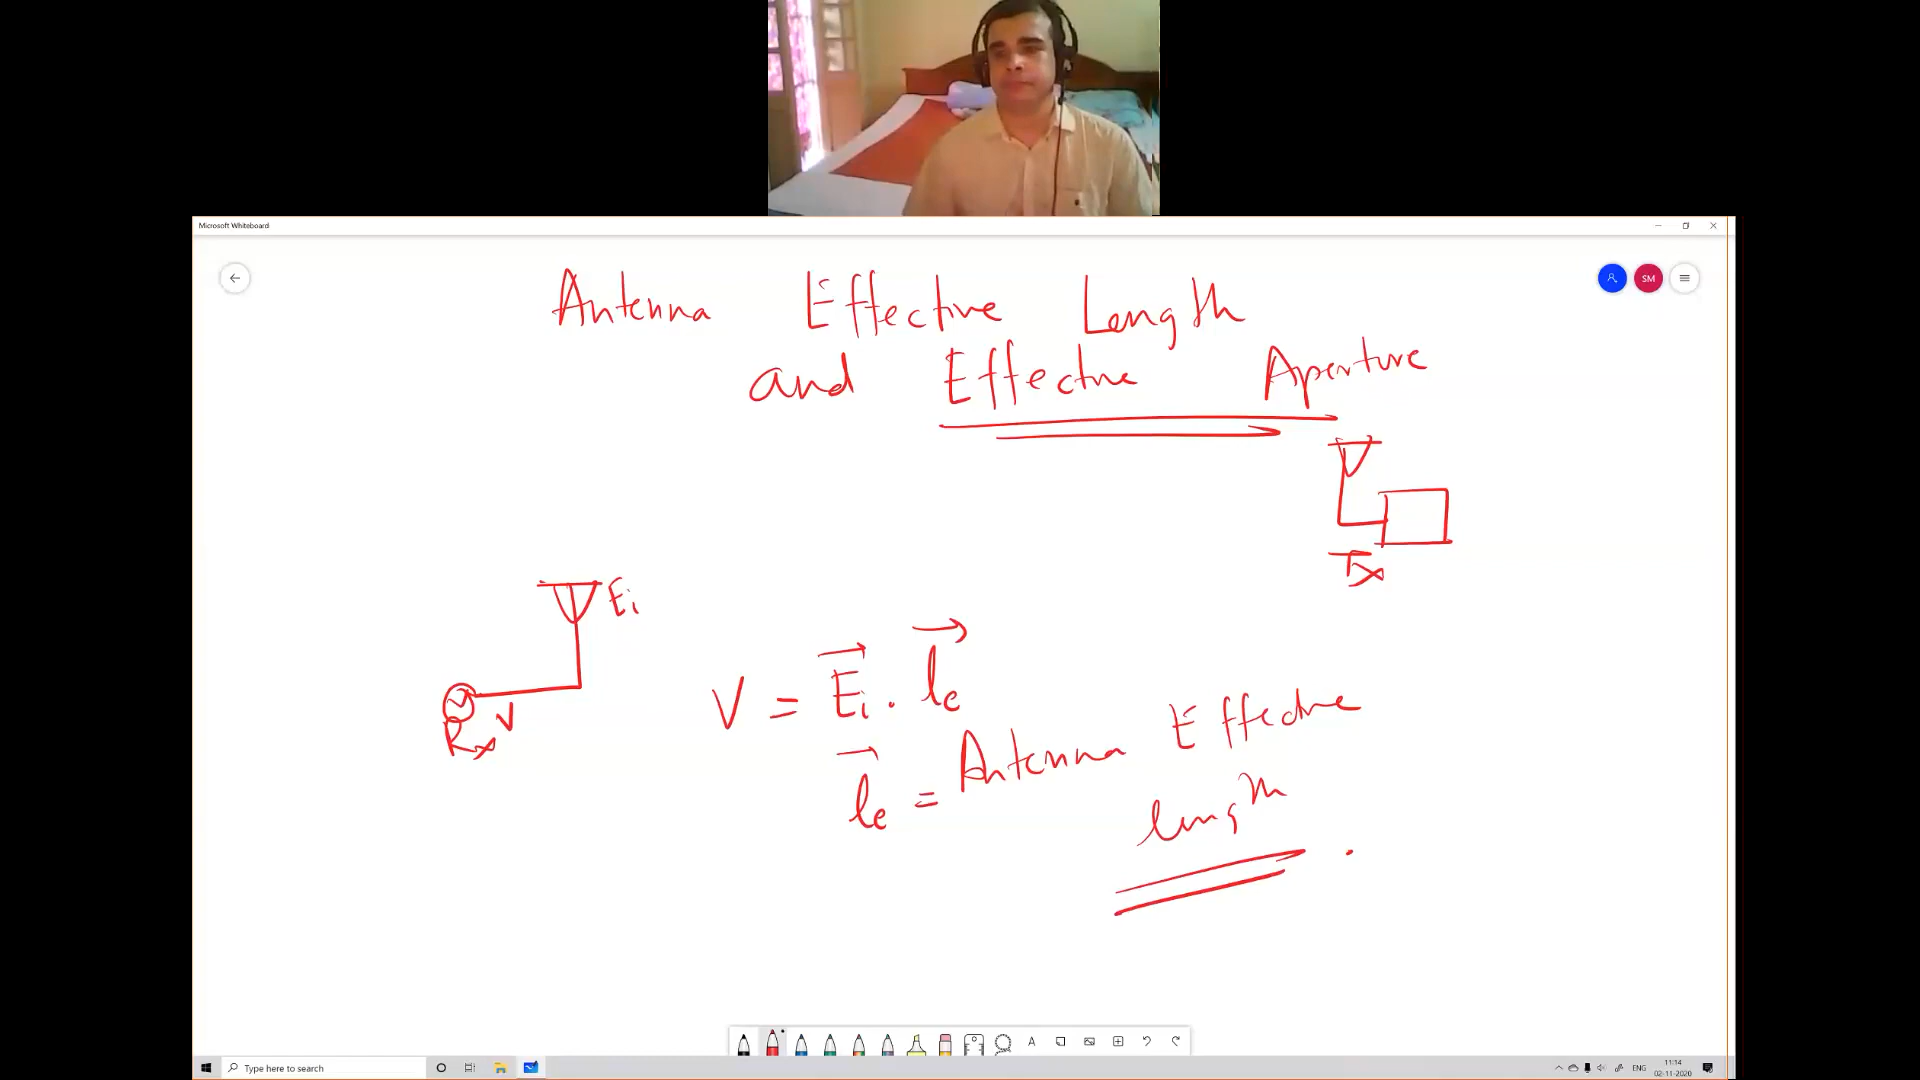 Microsoft Whiteboard
SM
Antenna Effective Length
and Effective Aperture
Tx
Ei
V
Rx
V = Ei . le
le = Antenna Effective
length
A
Type here to search
ENG
11:14
02-11-2020